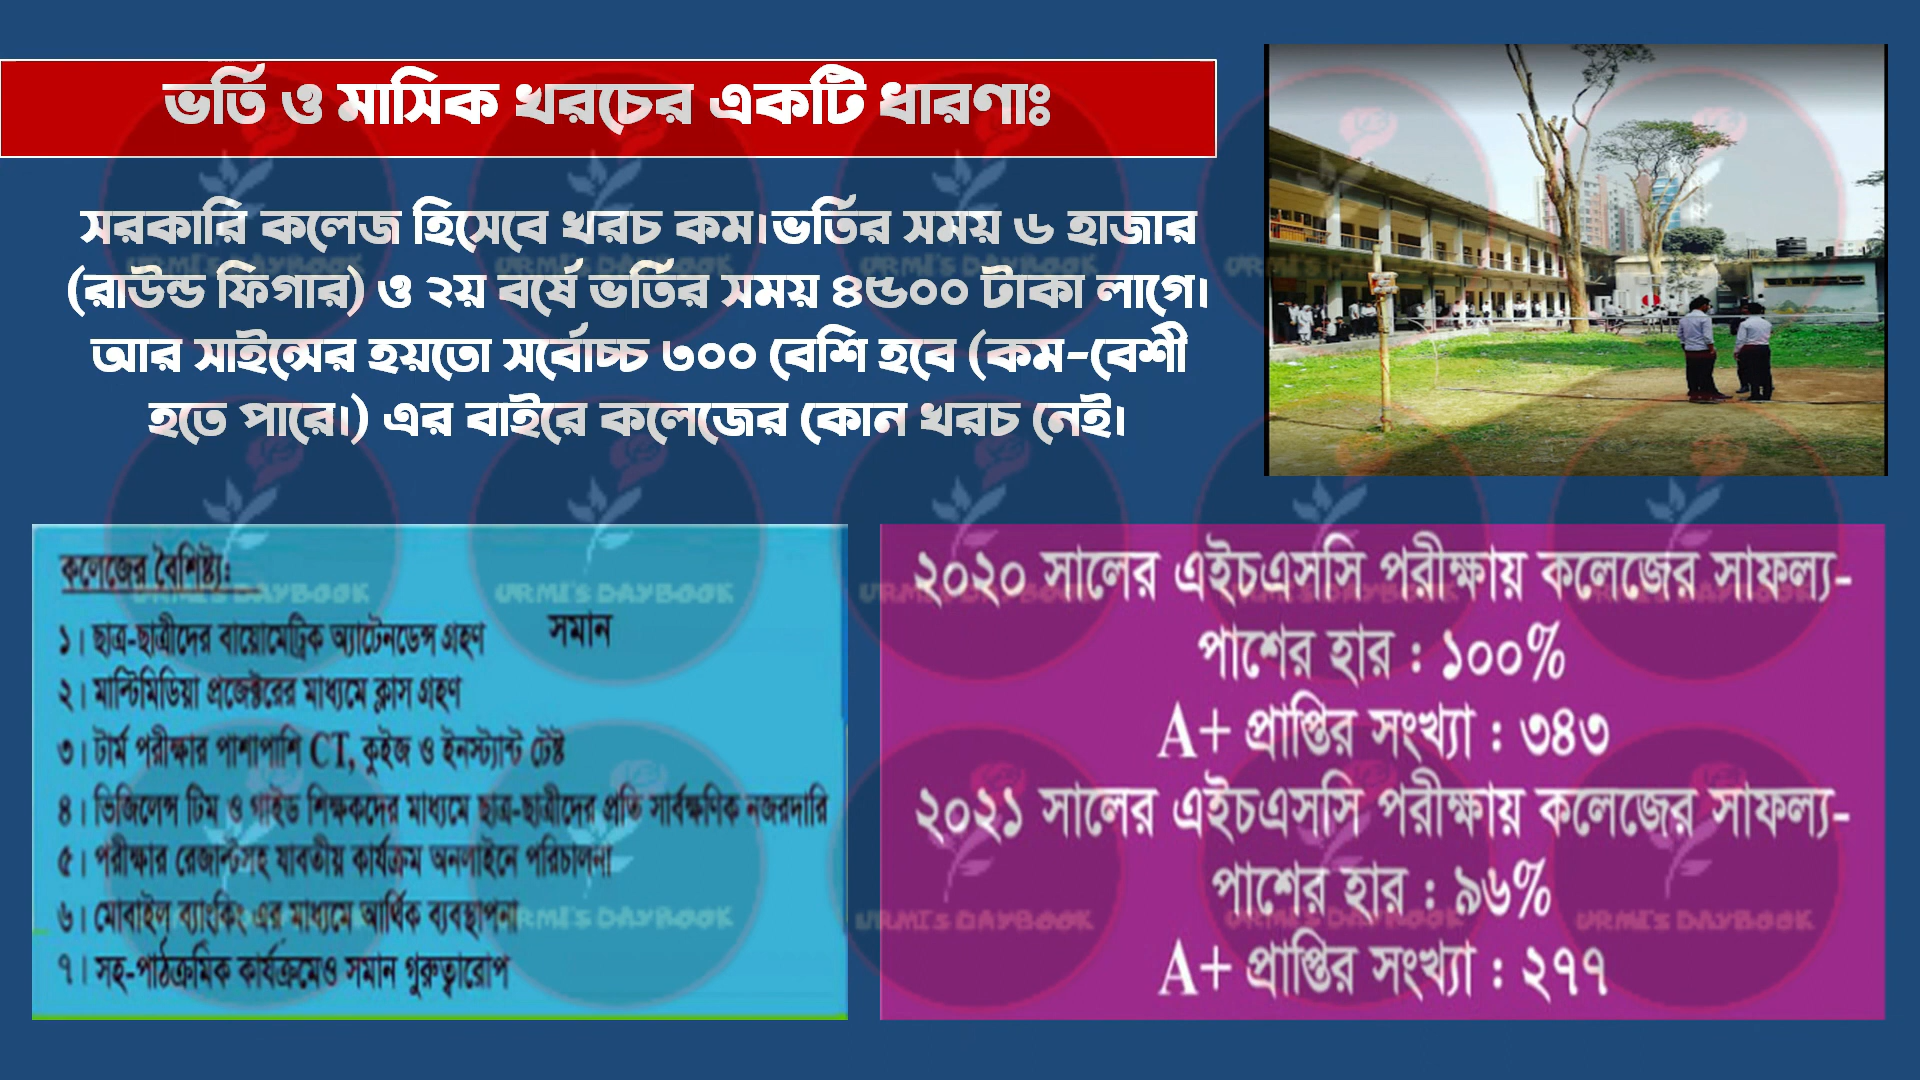 ভর্তি ও মাসিক খরচের একটি ধারণাঃ
সরকারি কলেজ হিসেবে খরচ কম।ভর্তির সময় ৬ হাজার
(রাউন্ড ফিগার) ও ২য় বর্ষে ভর্তির সময় ৪৫০০ টাকা লাগে।
আর সাইন্সের হয়তো সর্বোচ্চ ৩০০ বেশি হবে (কম-বেশী
হতে পারে।) এর বাইরে কলেজের কোন খরচ নেই।
কলেজের বৈশিষ্ট্য:
১। ছাত্র-ছাত্রীদের বায়োমেট্রিক অ্যাটেনডেন্স গ্রহণ সমান
২। মাল্টিমিডিয়া প্রজেক্টরের মাধ্যমে ক্লাস গ্রহণ
৩। টার্ম পরীক্ষার পাশাপাশি CT, কুইজ ও ইনস্ট্যান্ট টেষ্ট
৪। ভিজিলেন্স টিম ও গাইড শিক্ষকদের মাধ্যমে ছাত্র-ছাত্রীদের প্রতি সার্বক্ষণিক নজরদারি
৫। পরীক্ষার রেজাল্টসহ যাবতীয় কার্যক্রম অনলাইনে পরিচালনা
৬। মোবাইল ব্যাংকিং এর মাধ্যমে আর্থিক ব্যবস্থাপনা
৭। সহ-পাঠক্রমিক কার্যক্রমেও সমান গুরুত্বারোপ
২০২০ সালের এইচএসসি পরীক্ষায় কলেজের সাফল্য-
পাশের হার : ১০০%
A+ প্রাপ্তির সংখ্যা : ৩৪৩
২০২১ সালের এইচএসসি পরীক্ষায় কলেজের সাফল্য-
পাশের হার : ৯৬%
A+ প্রাপ্তির সংখ্যা : ২৭৭
URMI's DAYBOOK